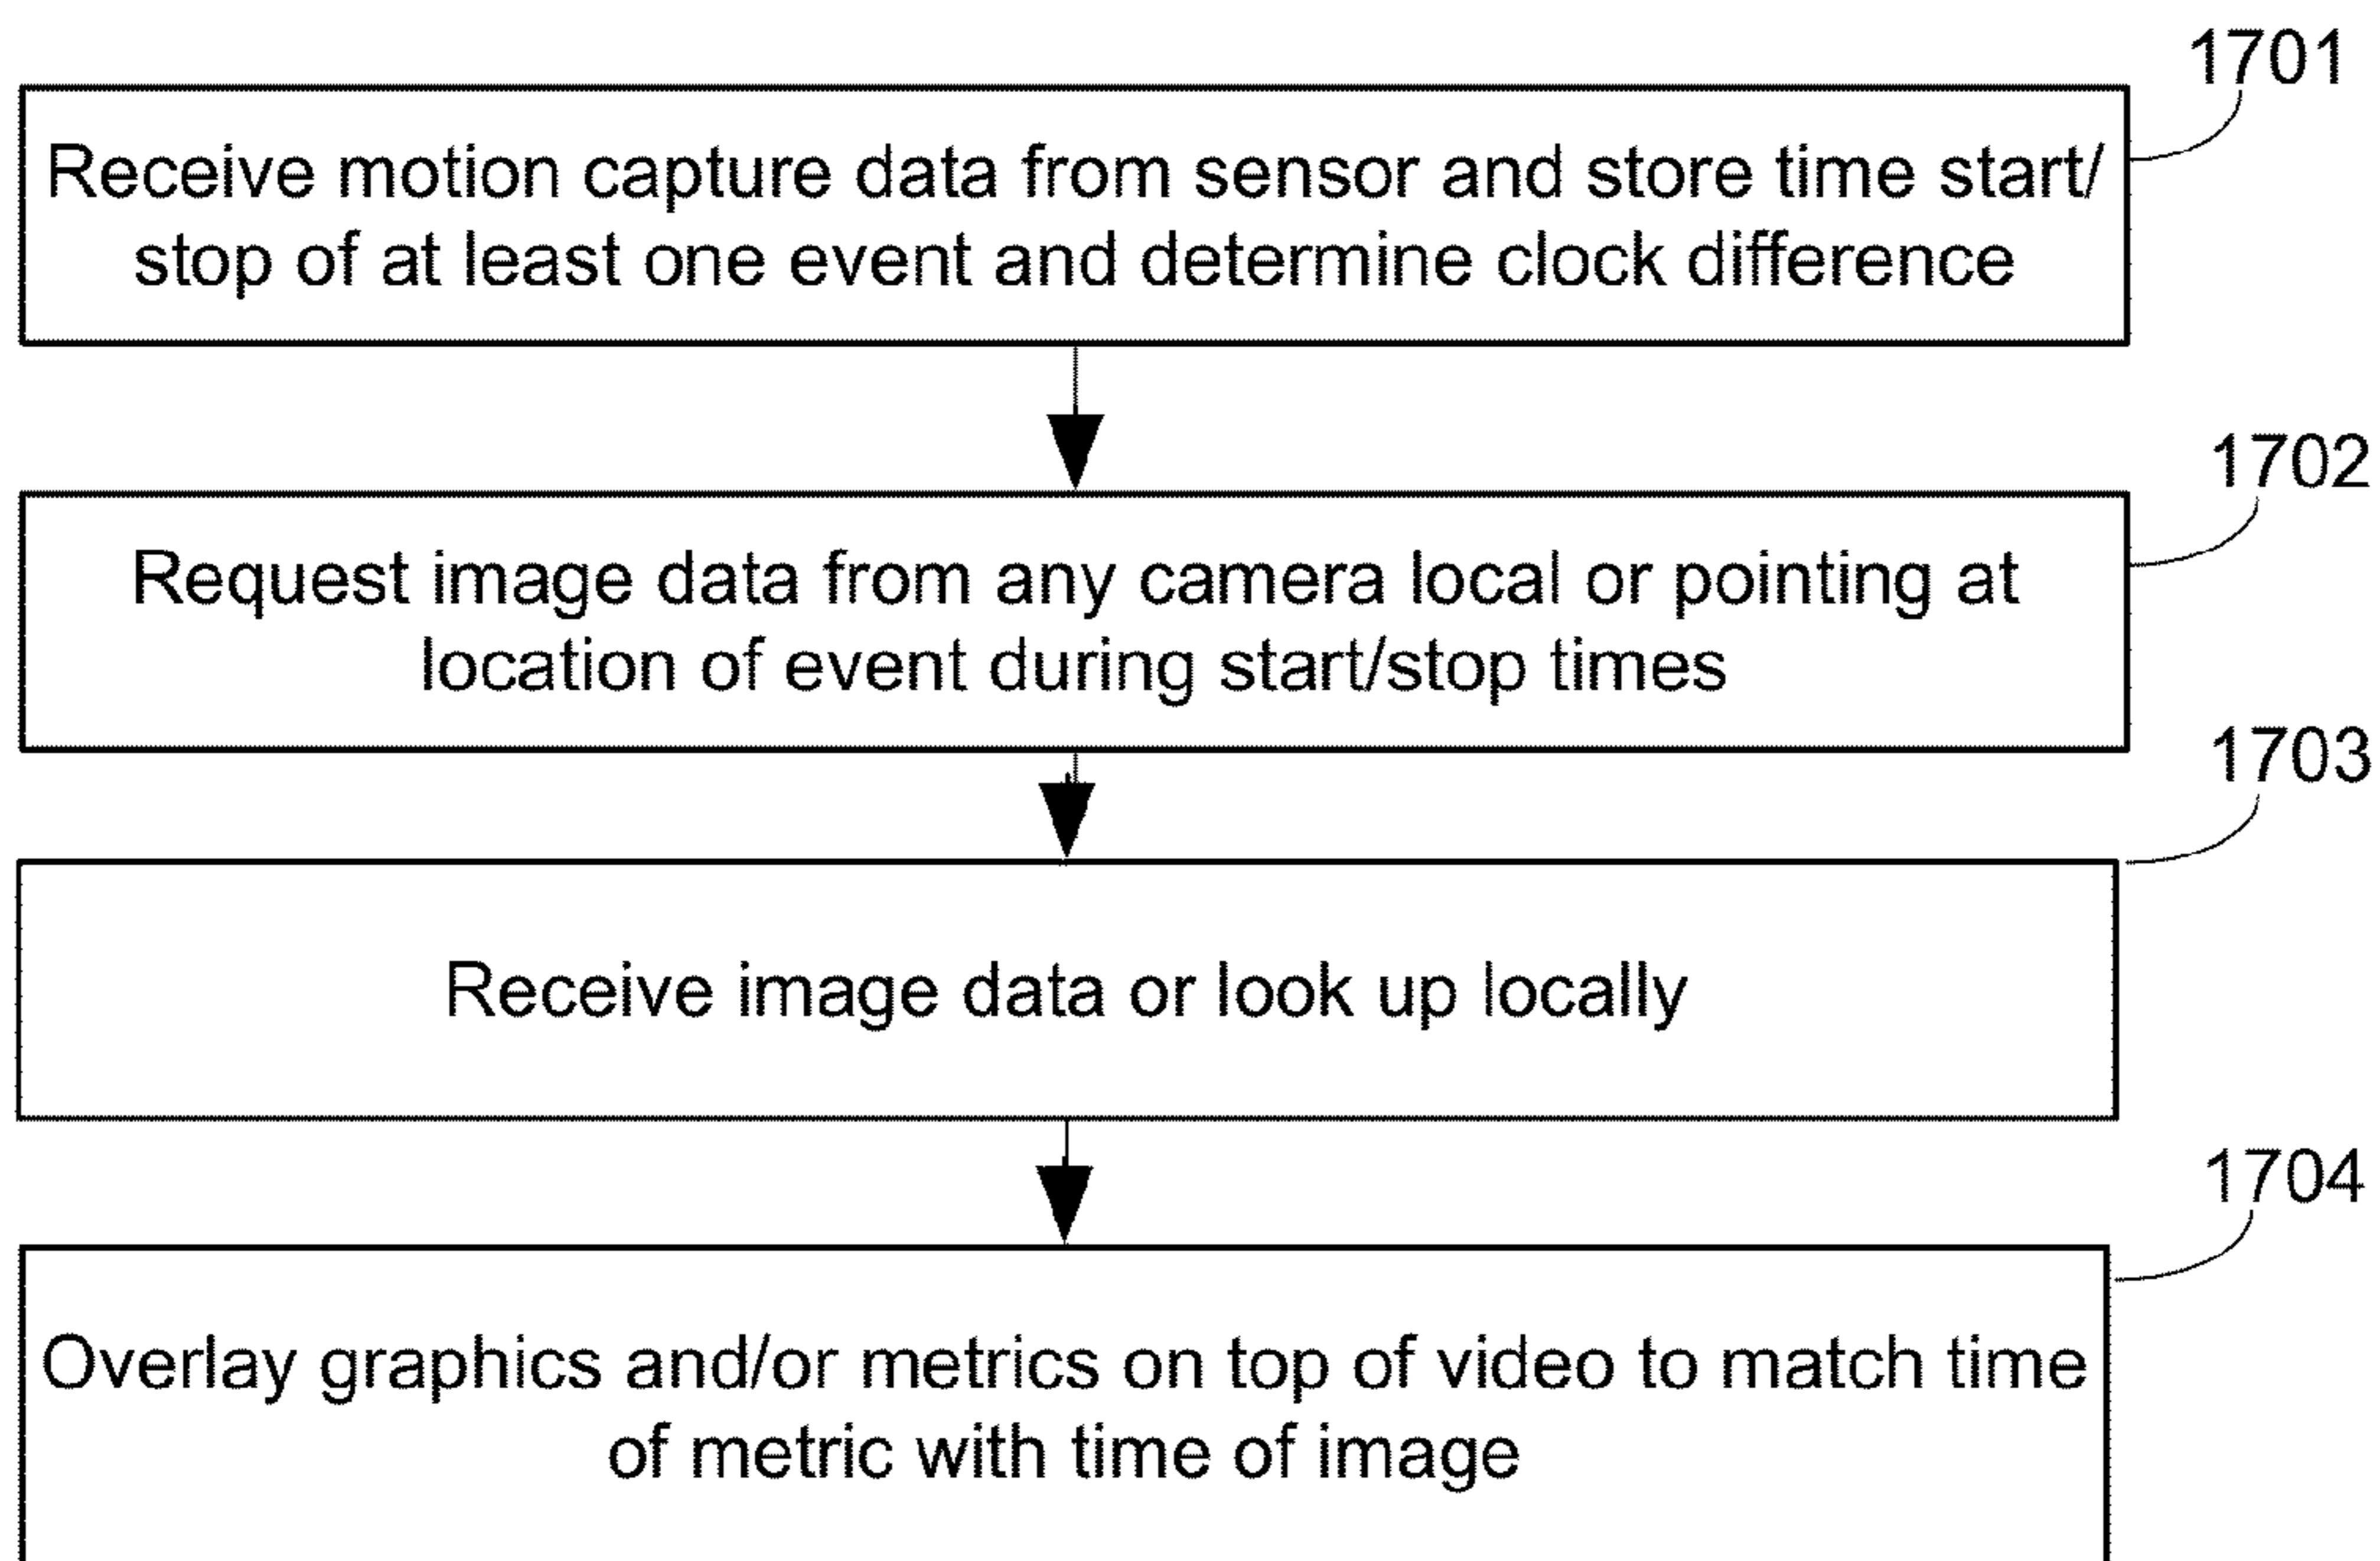 1701
Receive motion capture data from sensor and store time start/
stop of at least one event and determine clock difference
1702
Request image data from any camera local or pointing at
location of event during start/stop times
1703
Receive image data or look up locally
1704
Overlay graphics and/or metrics on top of video to match time
of metric with time of image